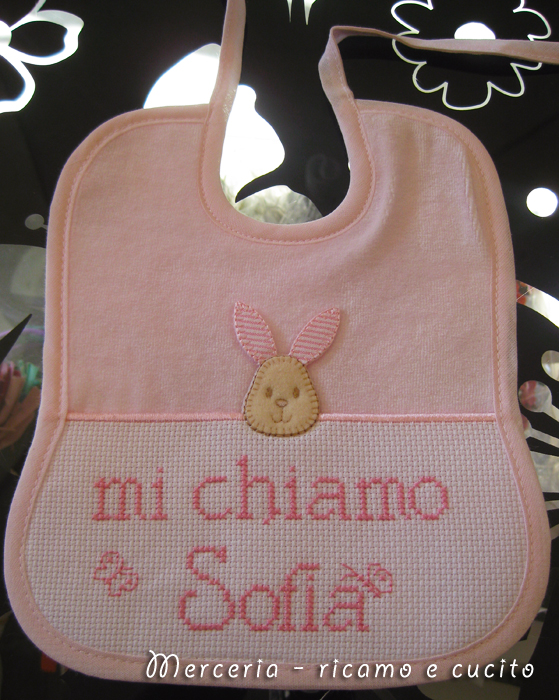 mi chiamo
Sofia
Merceria - ricamo e cucito